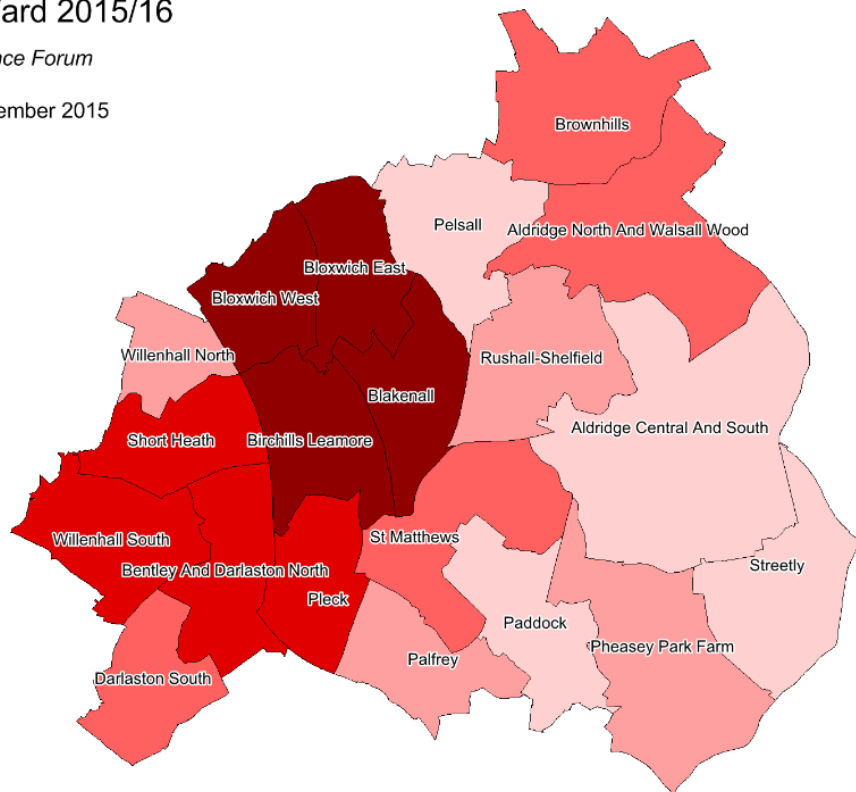 ard 2015/16
ce Forum
ember 2015
Brownhills
Pelsall
Aldridge North And Walsall Wood
Bloxwich East
Bloxwich West
Willenhall North
Rushall-Shelfield
Blakenall
Aldridge Central And South
Short Heath
Birchills Leamore
St Matthews
Willenhall South
Streetly
Bentley And Darlaston North
Pleck
Paddock
Pheasey Park Farm
Palfrey
Darlaston South